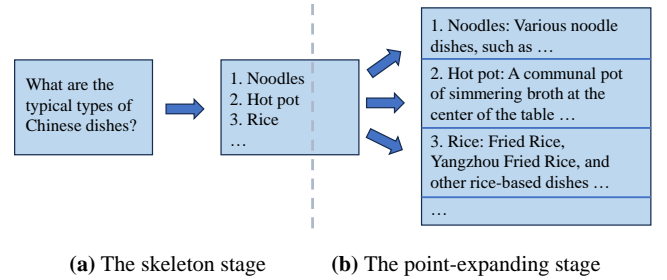 What are the
typical types of
Chinese dishes?
1. Noodles
2. Hot pot
3. Rice
…
1. Noodles: Various noodle
dishes, such as …
2. Hot pot: A communal pot
of simmering broth at the
center of the table …
3. Rice: Fried Rice,
Yangzhou Fried Rice, and
other rice-based dishes …
…
(a) The skeleton stage
(b) The point-expanding stage